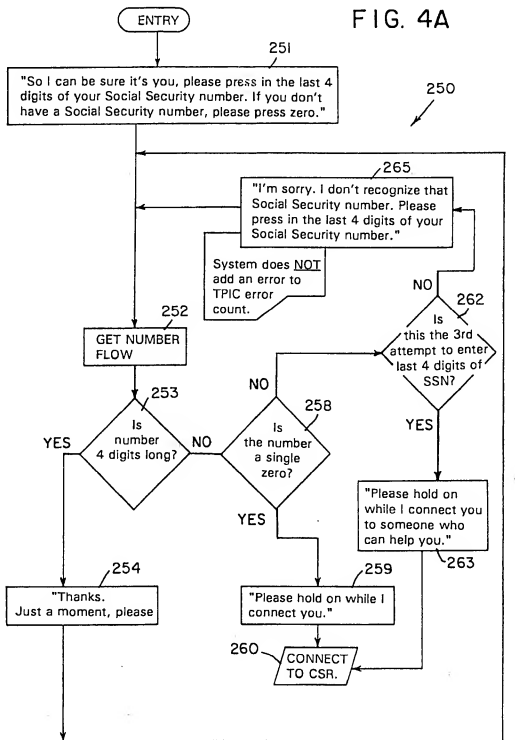 FIG. 4A
ENTRY
251
"So I can be sure it's you, please press in the last 4
digits of your Social Security number. If you don't
have a Social Security number, please press zero."
250
265
"I'm sorry. I don't recognize that
Social Security number. Please
press in the last 4 digits of your
Social Security number."
System does NOT
add an error to
TPIC error
count.
NO
262
Is
this the 3rd
attempt to enter
last 4 digits of
SSN?
252
GET NUMBER
FLOW
253
Is
number
4 digits long?
YES
NO
NO
258
Is
the number
a single
zero?
YES
YES
"Please hold on
while I connect you
to someone who
can help you."
263
254
"Thanks.
Just a moment, please
259
"Please hold on while I
connect you."
260
CONNECT
TO CSR.